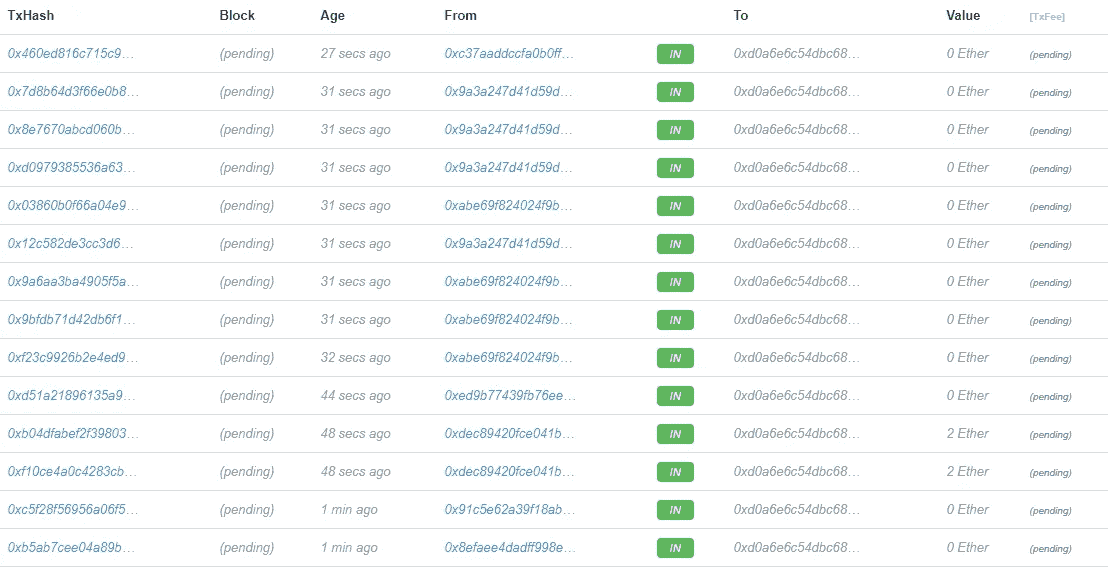 TxHash Block Age From To Value [TxFee]
0x460ed816c715c9... (pending) 27 secs ago 0xc37aaddccfa0b0ff... IN 0xd0a6e6c54dbc68... 0 Ether (pending)
0x7d8b64d3f66e0b8... (pending) 31 secs ago 0x9a3a247d41d59d... IN 0xd0a6e6c54dbc68... 0 Ether (pending)
0x8e7670abcd060b... (pending) 31 secs ago 0x9a3a247d41d59d... IN 0xd0a6e6c54dbc68... 0 Ether (pending)
0xd0979385536a63... (pending) 31 secs ago 0x9a3a247d41d59d... IN 0xd0a6e6c54dbc68... 0 Ether (pending)
0x03860b0f66a04e9... (pending) 31 secs ago 0xabe69f824024f9b... IN 0xd0a6e6c54dbc68... 0 Ether (pending)
0x12c582de3cc3d6... (pending) 31 secs ago 0x9a3a247d41d59d... IN 0xd0a6e6c54dbc68... 0 Ether (pending)
0x9a6aa3ba4905f5a... (pending) 31 secs ago 0xabe69f824024f9b... IN 0xd0a6e6c54dbc68... 0 Ether (pending)
0x9bfdb71d42db6f1... (pending) 31 secs ago 0xabe69f824024f9b... IN 0xd0a6e6c54dbc68... 0 Ether (pending)
0xf23c9926b2e4ed9... (pending) 32 secs ago 0xabe69f824024f9b... IN 0xd0a6e6c54dbc68... 0 Ether (pending)
0xd51a21896135a9... (pending) 44 secs ago 0xed9b77439fb76ee... IN 0xd0a6e6c54dbc68... 0 Ether (pending)
0xb04dfabef2f39803... (pending) 48 secs ago 0xdec89420fce041b... IN 0xd0a6e6c54dbc68... 2 Ether (pending)
0xf10ce4a0c4283cb... (pending) 48 secs ago 0xdec89420fce041b... IN 0xd0a6e6c54dbc68... 2 Ether (pending)
0xc5f28f56956a06f5... (pending) 1 min ago 0x91c5e62a39f18ab... IN 0xd0a6e6c54dbc68... 0 Ether (pending)
0xb5ab7cee04a89b... (pending) 1 min ago 0x8efaee4dadff998e... IN 0xd0a6e6c54dbc68... 0 Ether (pending)